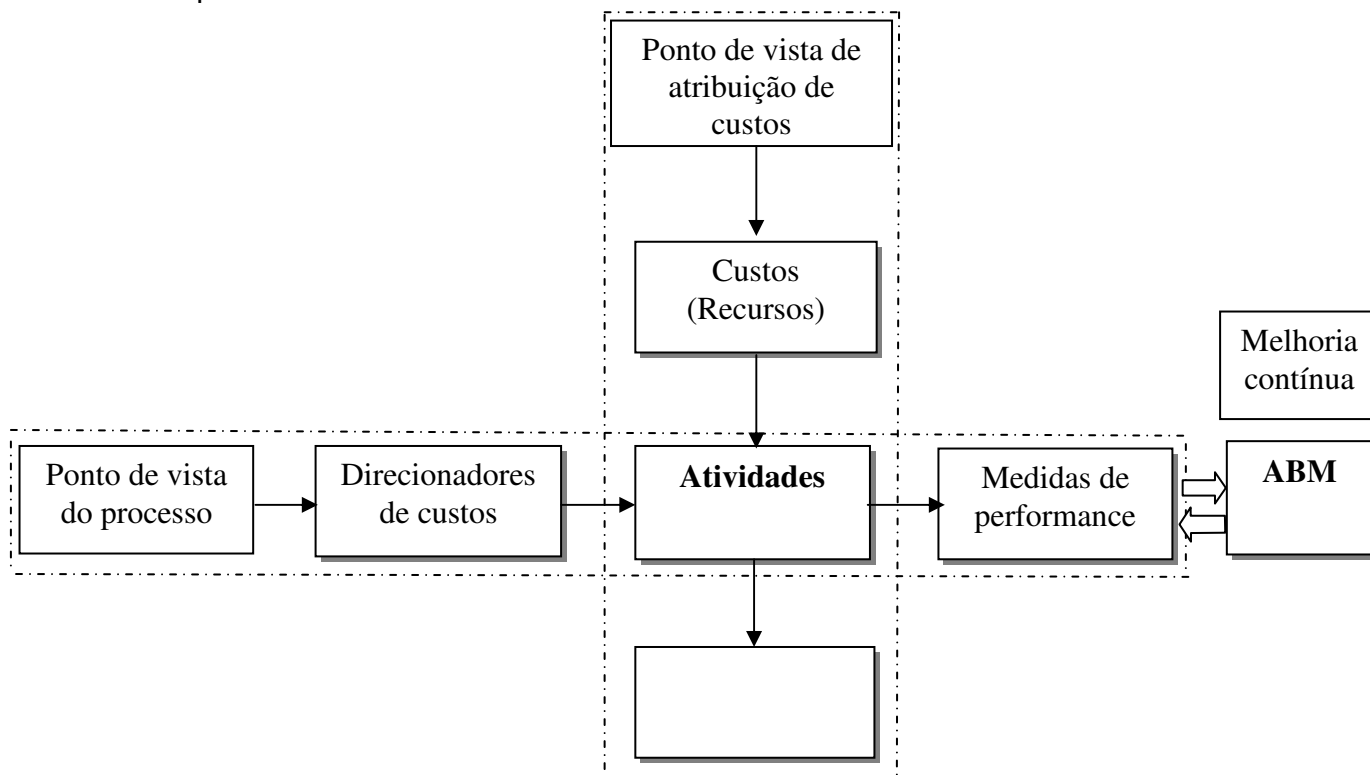 Ponto de vista de
atribuição de
custos
Custos
(Recursos)
Melhoria
contínua
Ponto de vista
do processo
Direcionadores
de custos
Atividades
Medidas de
performance
ABM